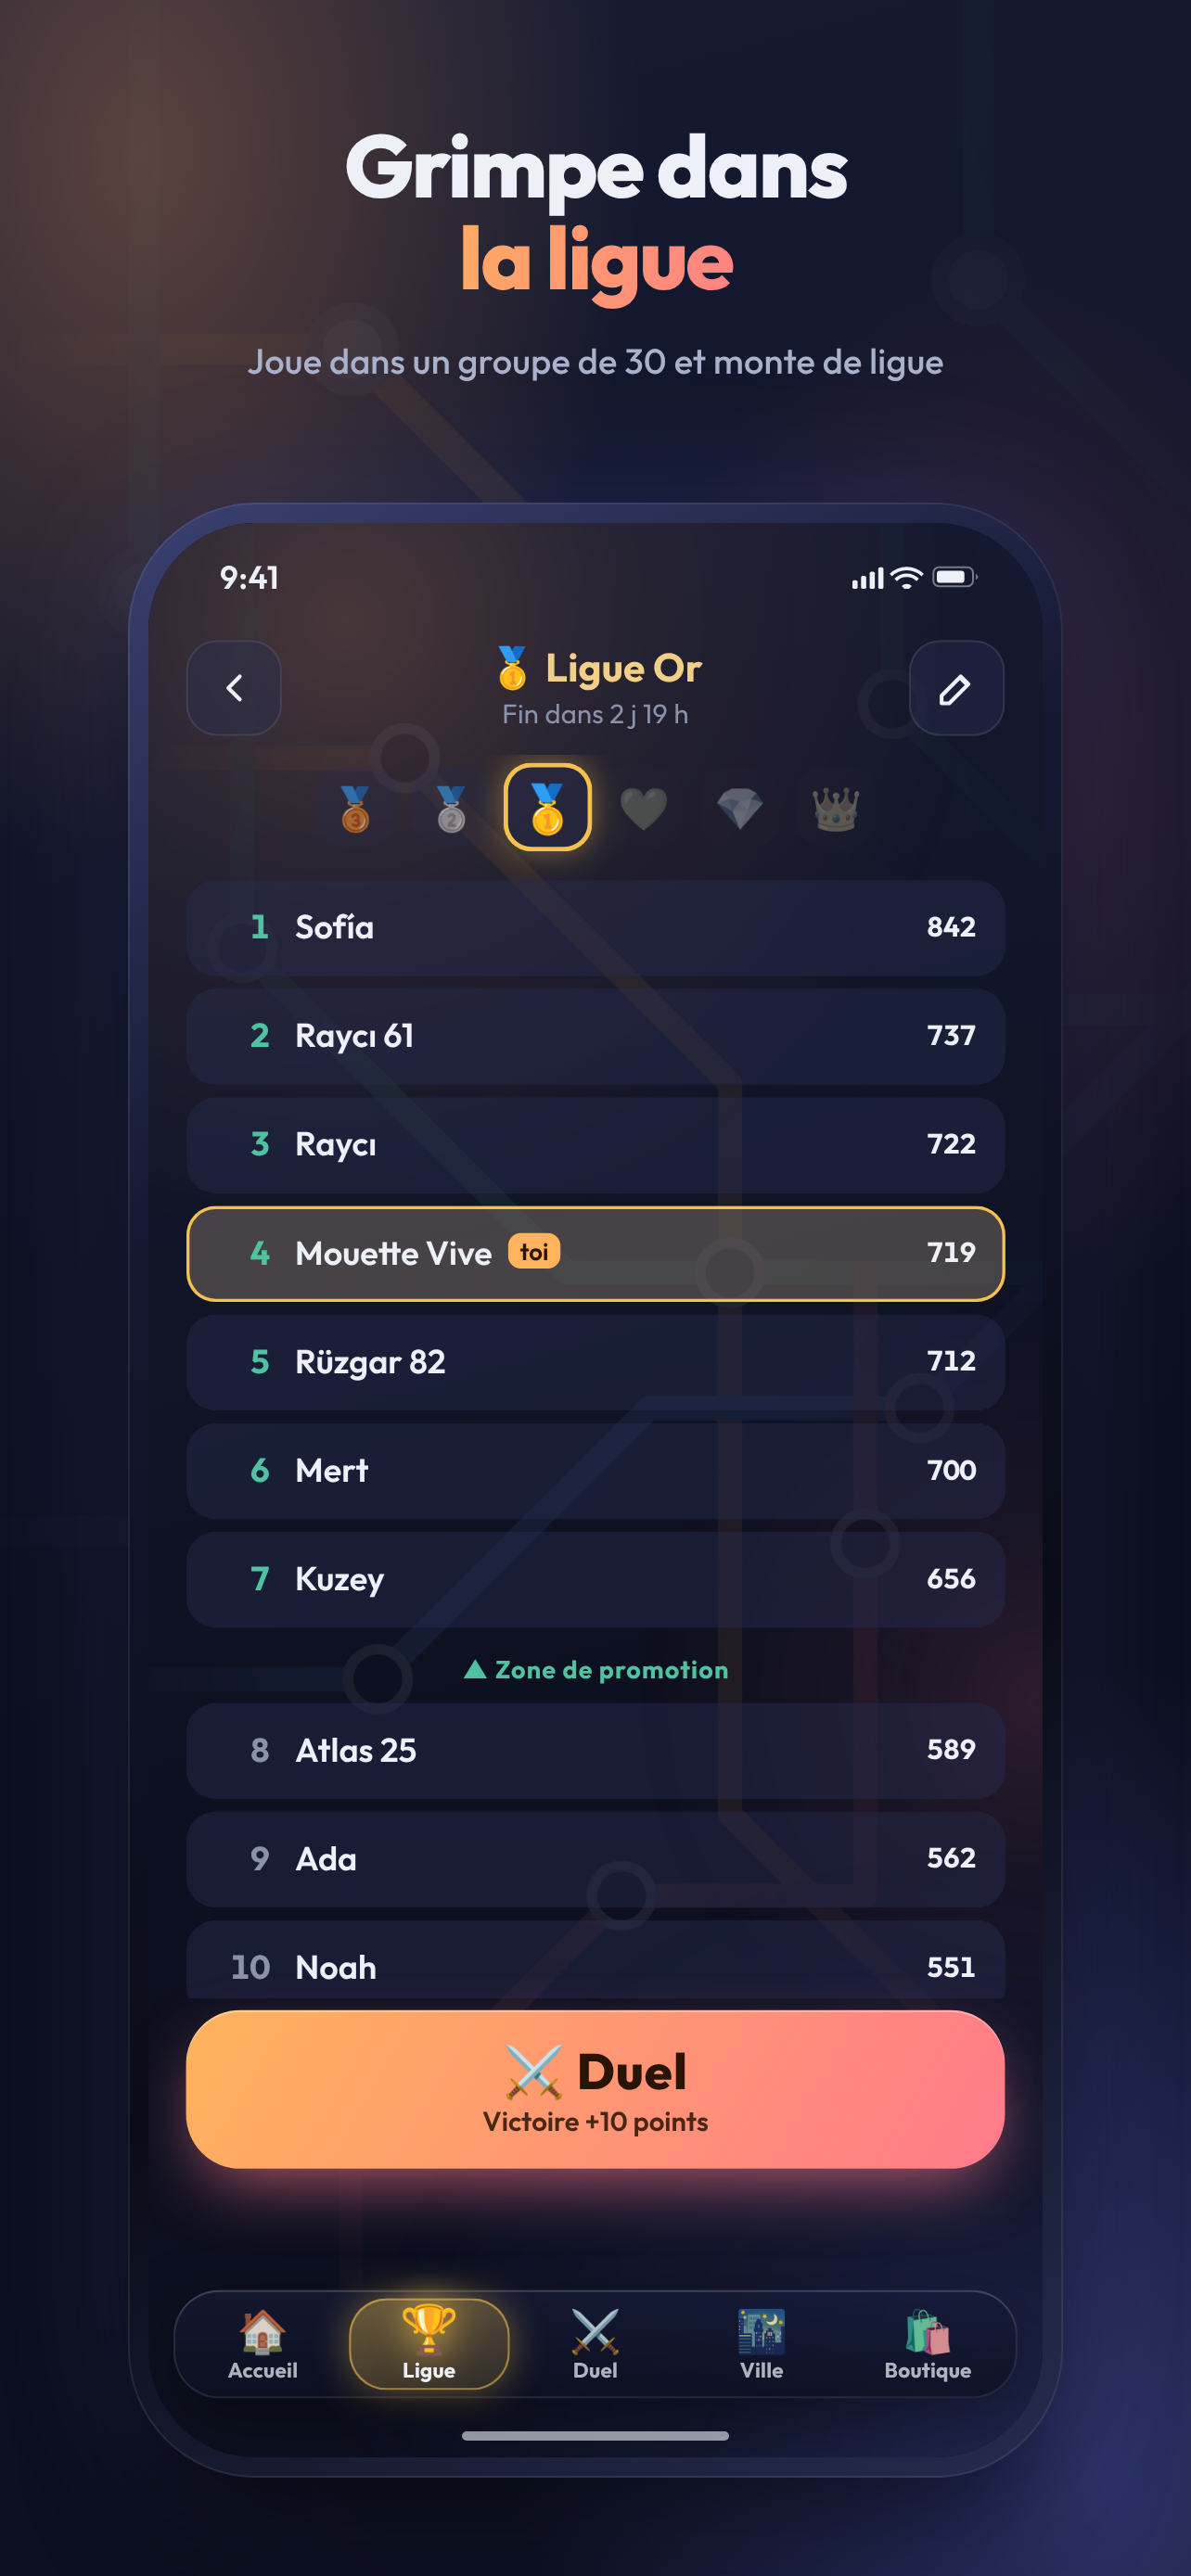 Grimpe dans
la ligue
Joue dans un groupe de 30 et monte de ligue
9:41
🥇 Ligue Or
Fin dans 2 j 19 h
1 Sofía 842
2 Raycı 61 737
3 Raycı 722
4 Mouette Vive toi 719
5 Rüzgar 82 712
6 Mert 700
7 Kuzey 656
▲ Zone de promotion
8 Atlas 25 589
9 Ada 562
10 Noah 551
⚔️ Duel
Victoire +10 points
Accueil Ligue Duel Ville Boutique